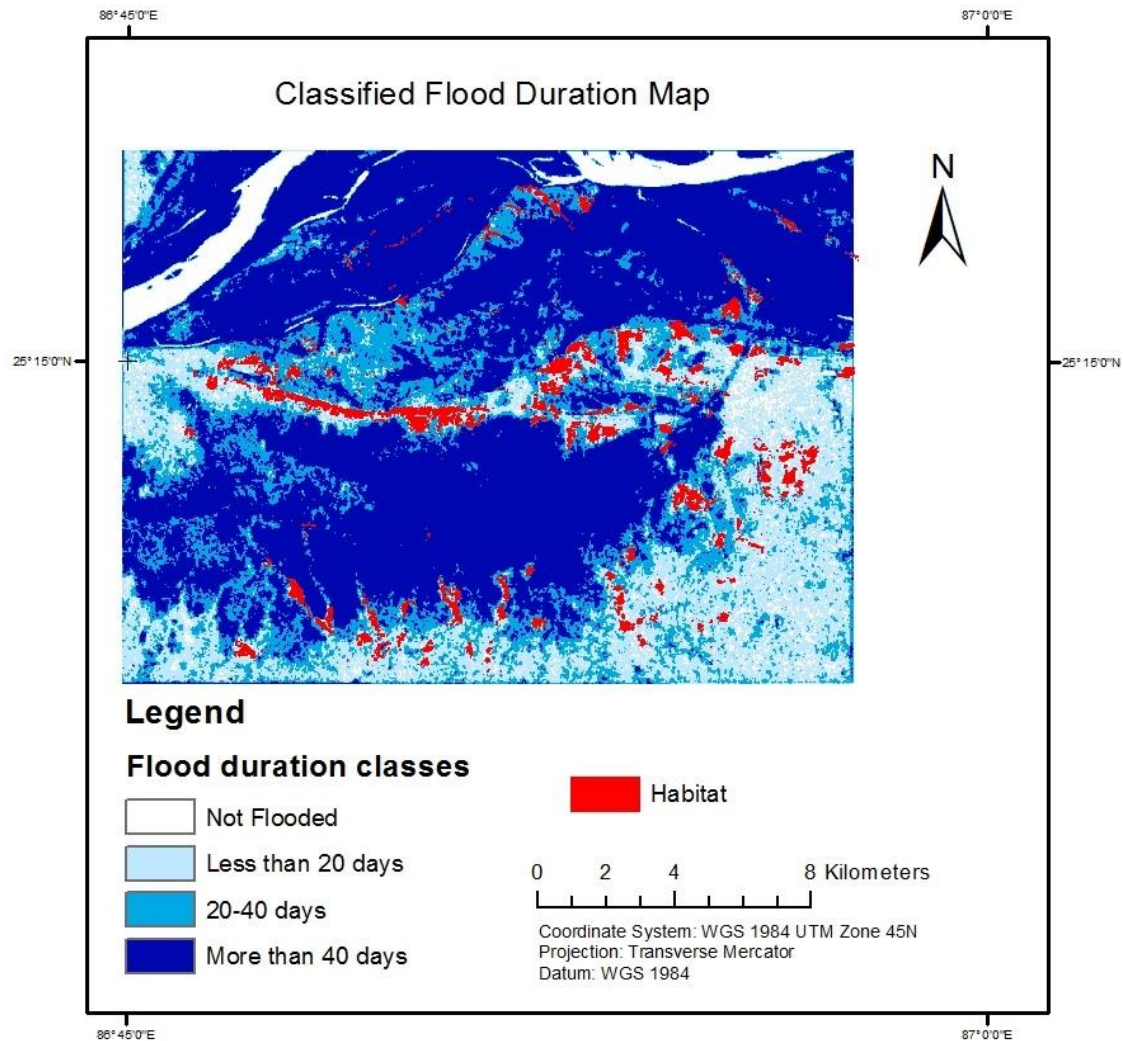 86°45'0"E
87°0'0"E
Classified Flood Duration Map
N
25°15'0"N
25°15'0"N
Legend
Flood duration classes
Not Flooded
Less than 20 days
20-40 days
More than 40 days
Habitat
0 2 4 8 Kilometers
Coordinate System: WGS 1984 UTM Zone 45N
Projection: Transverse Mercator
Datum: WGS 1984
86°45'0"E
87°0'0"E